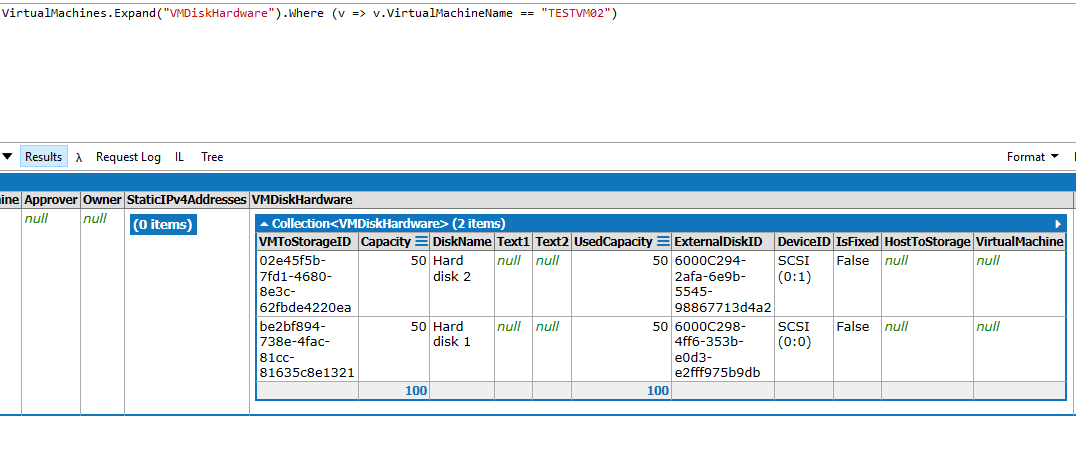 VirtualMachines.Expand("VMDiskHardware").Where (v => v.VirtualMachineName == "TESTVM02")
Results λ Request Log IL Tree Format
ine Approver Owner StaticIPv4Addresses VMDiskHardware
null null (0 items) Collection<VMDiskHardware> (2 items)
VMToStorageID Capacity DiskName Text1 Text2 UsedCapacity ExternalDiskID DeviceID IsFixed HostToStorage VirtualMachine
02e45f5b- 50 Hard null null 50 6000C294- SCSI False null null
7fd1-4680- disk 2 2afa-6e9b- (0:1)
8e3c- 5545-
62fbde4220ea 98867713d4a2
be2bf894- 50 Hard null null 50 6000C298- SCSI False null null
738e-4fac- disk 1 4ff6-353b- (0:0)
81cc- e0d3-
81635c8e1321 e2fff975b9db
100 100